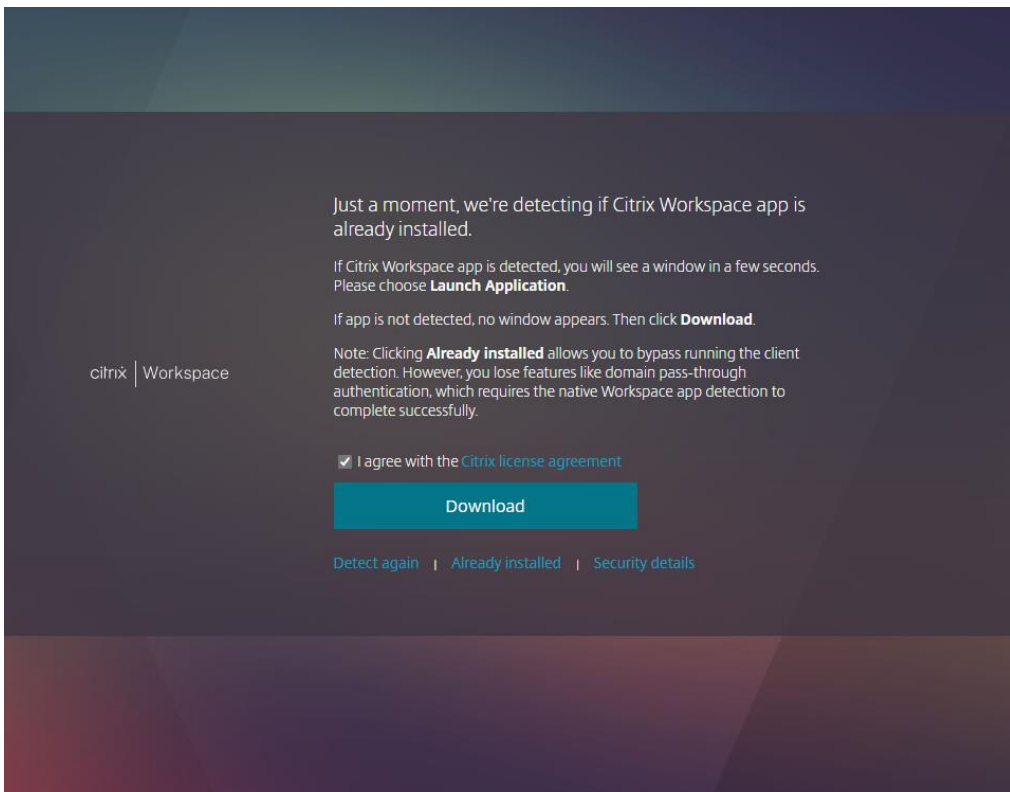 Just a moment, we're detecting if Citrix Workspace app is
already installed.
If Citrix Workspace app is detected, you will see a window in a few seconds.
Please choose Launch Application.
If app is not detected, no window appears. Then click Download.
Note: Clicking Already installed allows you to bypass running the client
detection. However, you lose features like domain pass-through
authentication, which requires the native Workspace app detection to
complete successfully.
citrix | Workspace
I agree with the Citrix license agreement
Download
Detect again | Already installed | Security details